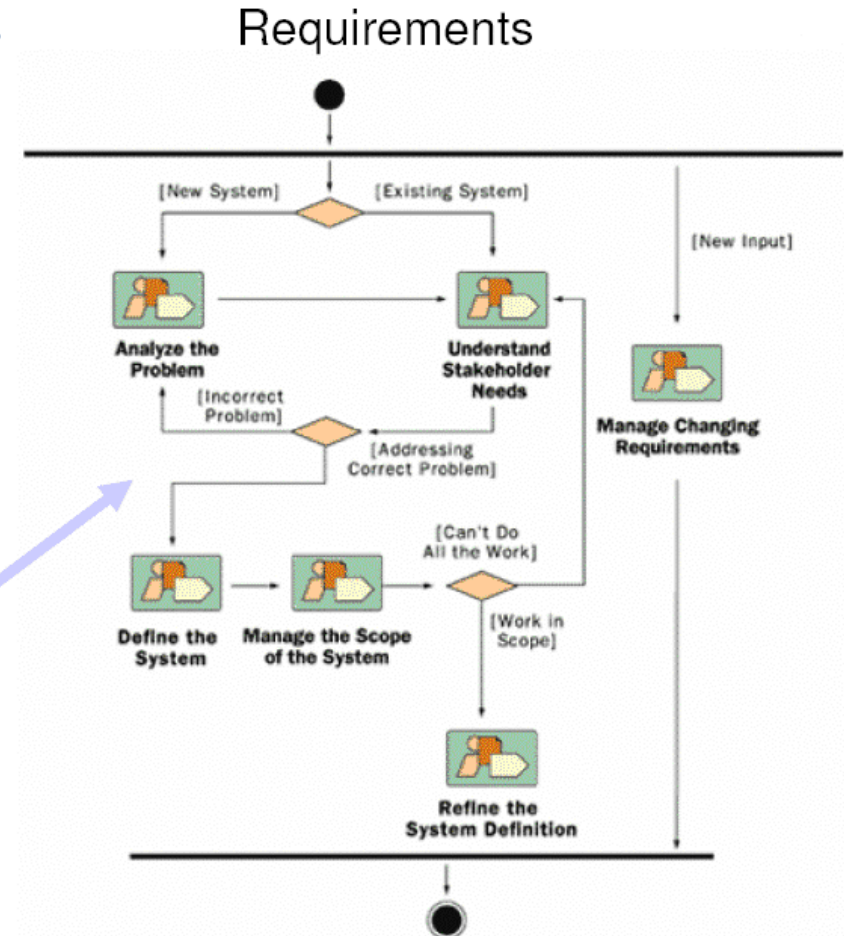 Requirements
[New System]
[Existing System]
[New Input]
Analyze the
Problem
Understand
Stakeholder
Needs
Manage Changing
Requirements
[Incorrect
Problem]
[Addressing
Correct Problem]
[Can't Do
All the Work]
Define the
System
Manage the Scope
of the System
[Work in
Scope]
Refine the
System Definition